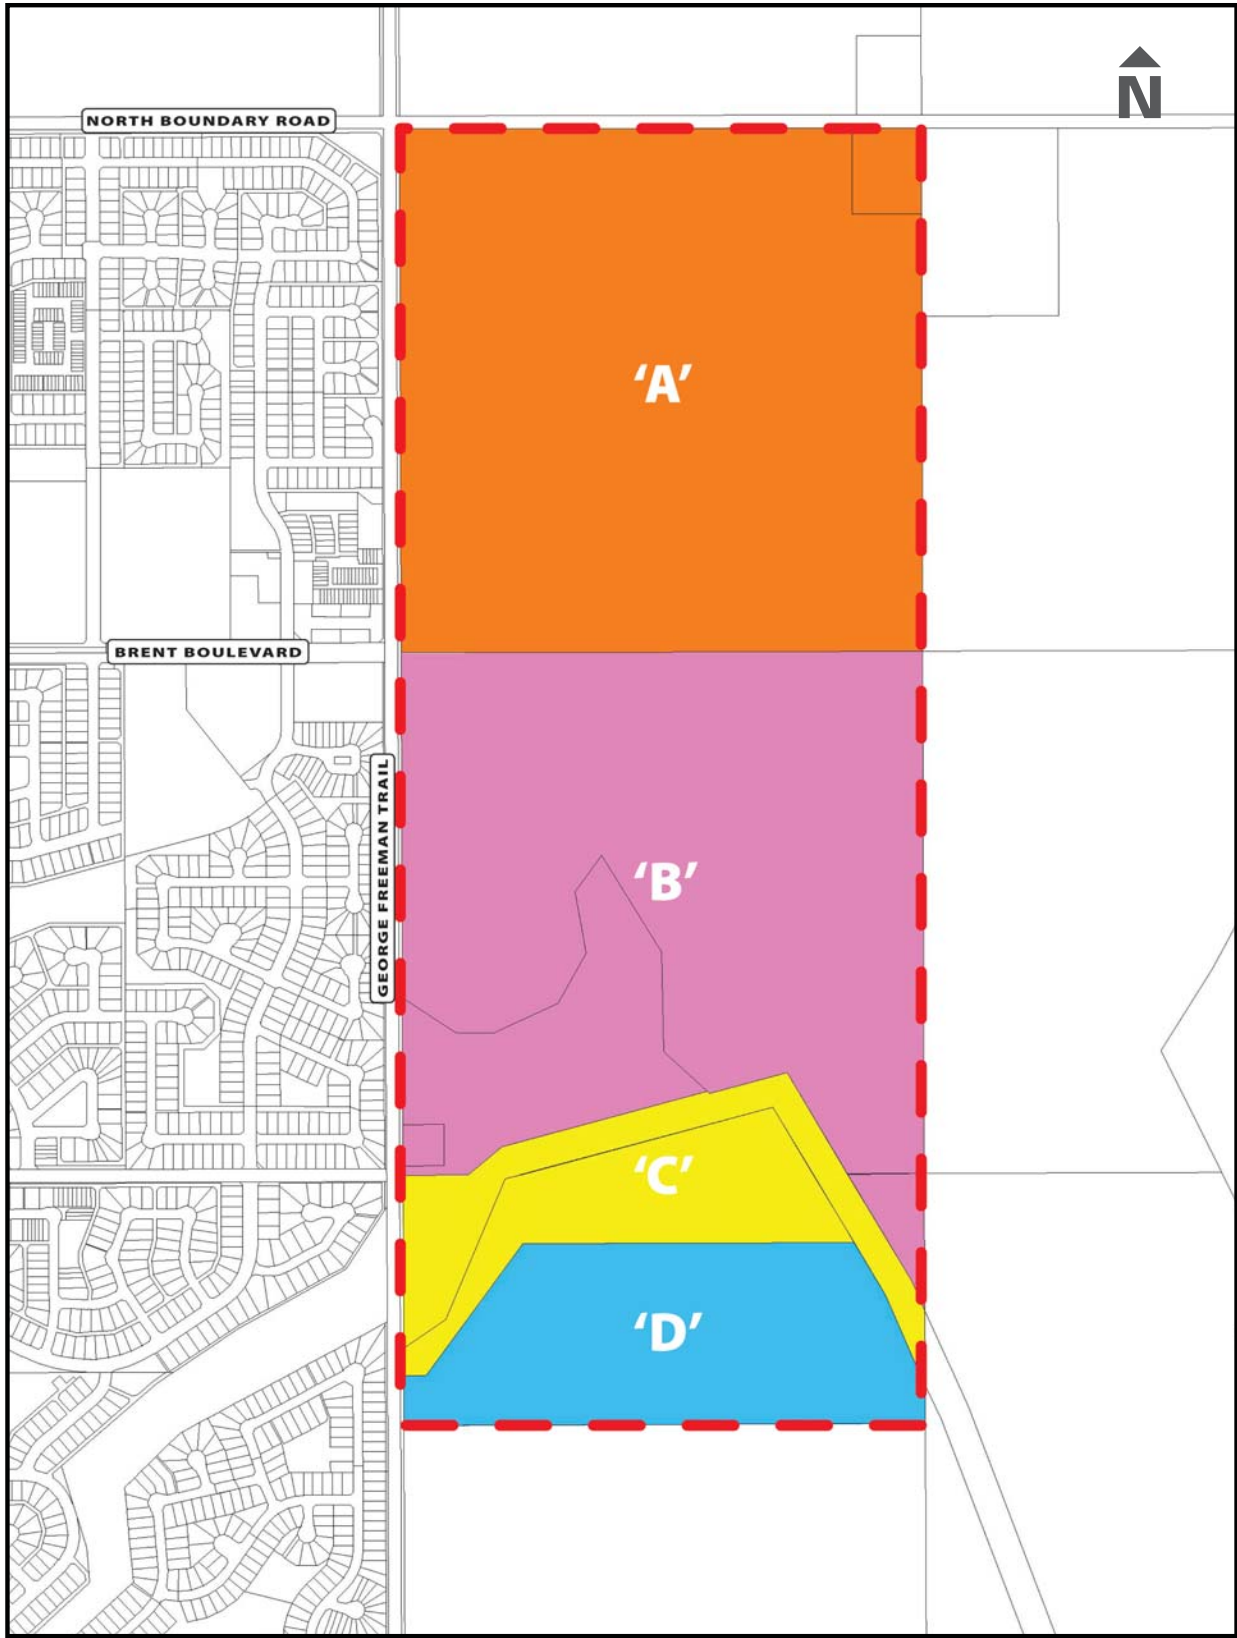 N
NORTH BOUNDARY ROAD
‘A’
BRENT BOULEVARD
GEORGE FREEMAN TRAIL
‘B’
‘C’
‘D’